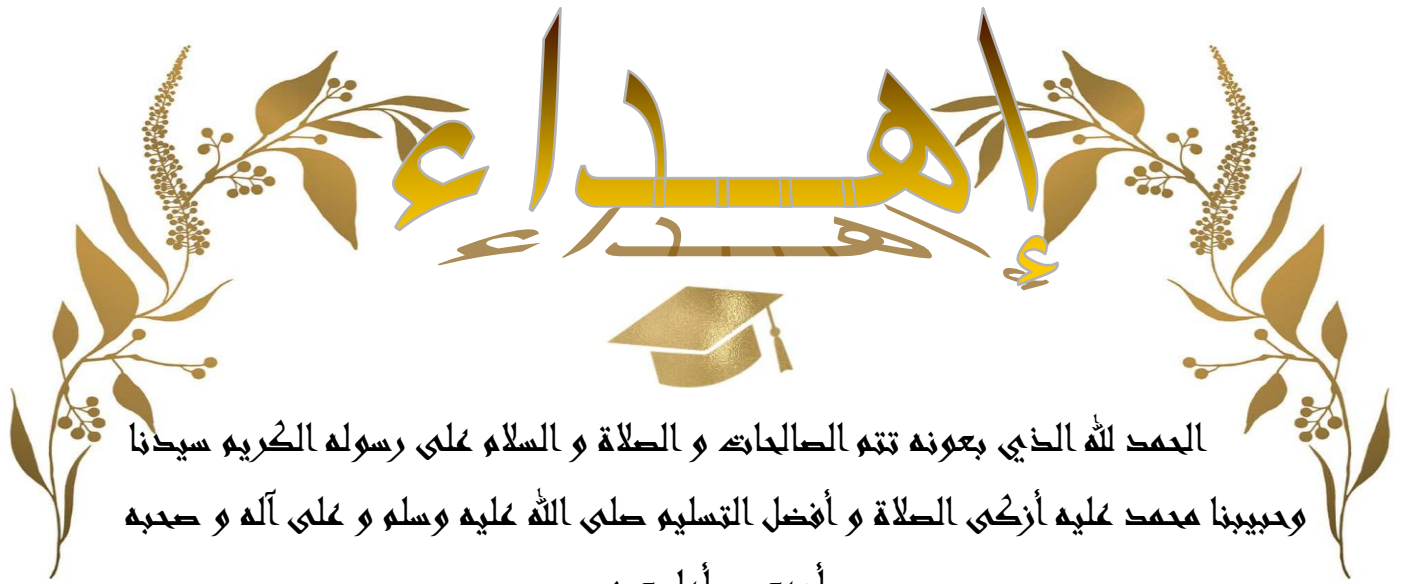 إهداء
الحمد لله الذي بعونه تتم الصالحات و الصلاة و السلام على رسوله الكريم سيدنا
وحبيبنا محمد عليه أزكى الصلاة و أفضل التسليم صلى الله عليه وسلم و على آله و صحبه